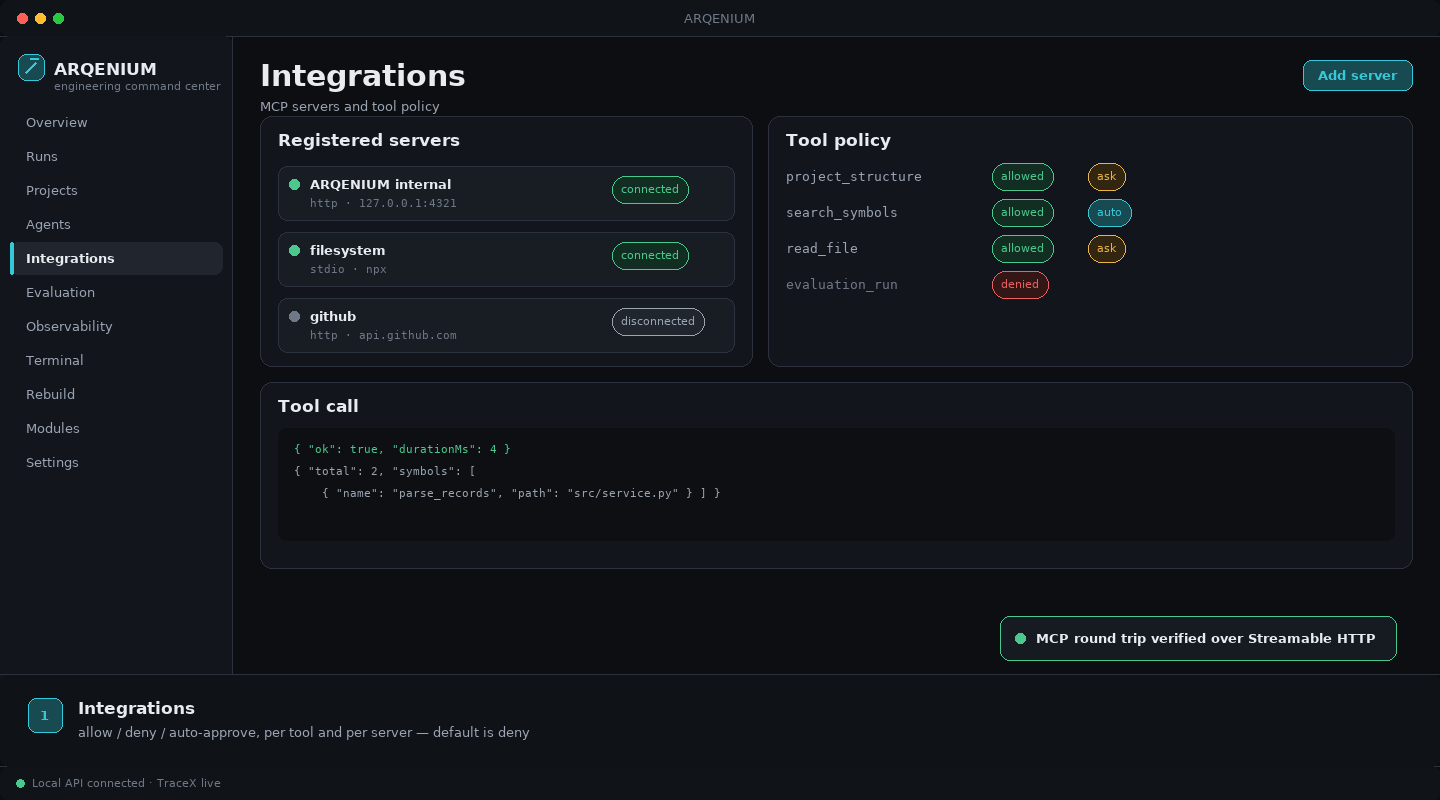 ARQENIUM
ARQENIUM
engineering command center
Overview
Runs
Projects
Agents
Integrations
Evaluation
Observability
Terminal
Rebuild
Modules
Settings
Integrations
MCP servers and tool policy
Add server
Registered servers
ARQENIUM internal
http · 127.0.0.1:4321
connected
filesystem
stdio · npx
connected
github
http · api.github.com
disconnected
Tool policy
project_structure allowed ask
search_symbols allowed auto
read_file allowed ask
evaluation_run denied
Tool call
{ "ok": true, "durationMs": 4 }
{ "total": 2, "symbols": [
{ "name": "parse_records", "path": "src/service.py" } ] }
MCP round trip verified over Streamable HTTP
1
Integrations
allow / deny / auto-approve, per tool and per server — default is deny
Local API connected · TraceX live